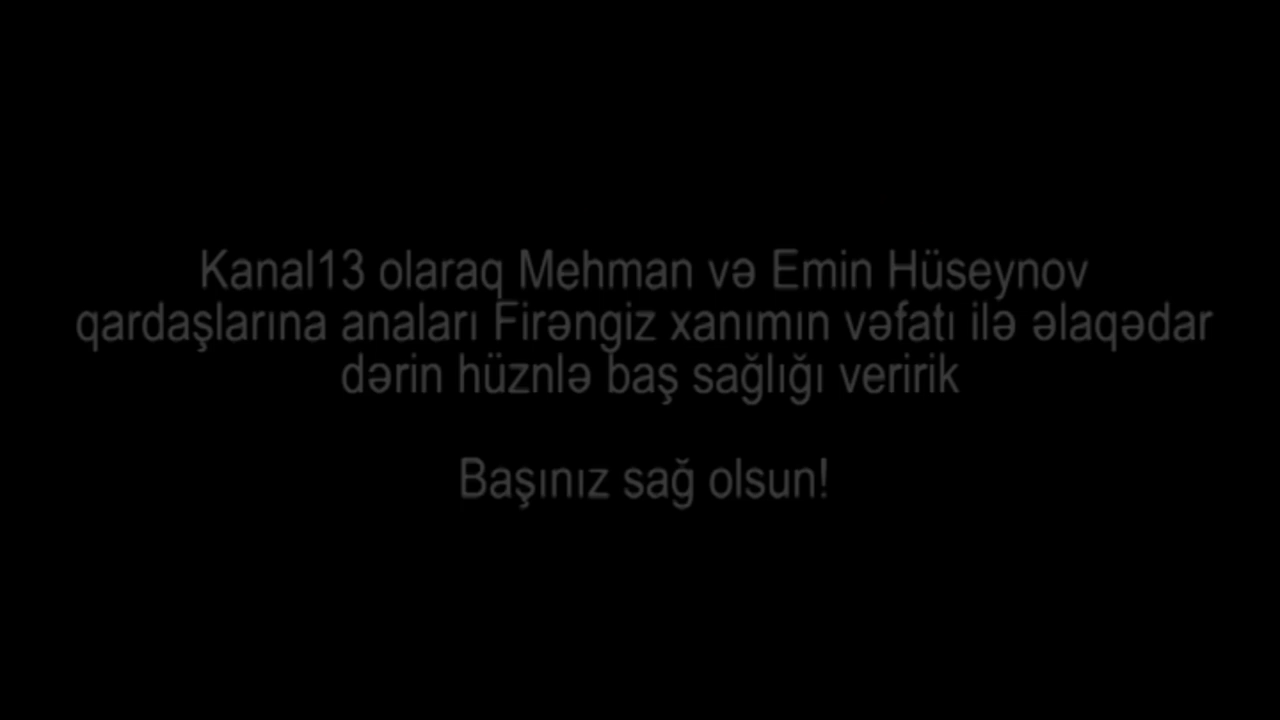 Kanal13 olaraq Mehman və Emin Hüseynov
qardaşlarına anaları Firəngiz xanımın vəfatı ilə əlaqədar
dərin hüznlə baş sağlığı veririk
Başınız sağ olsun!